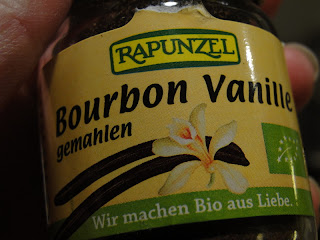 RAPUNZEL
Bourbon Vanille
gemahlen
Wir machen Bio aus Liebe.